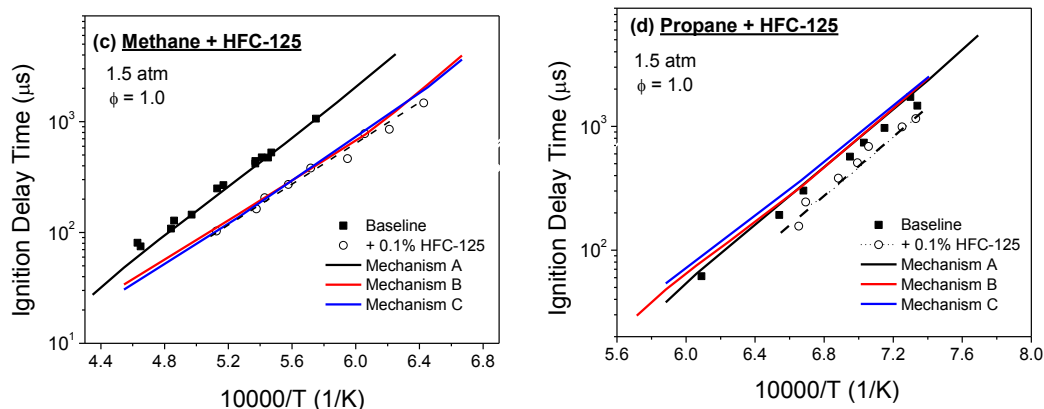 (c) Methane + HFC-125
1.5 atm
ϕ = 1.0
10³
10²
10¹
Ignition Delay Time (μs)
Baseline
+ 0.1% HFC-125
Mechanism A
Mechanism B
Mechanism C
4.4 4.8 5.2 5.6 6.0 6.4 6.8
10000/T (1/K)
(d) Propane + HFC-125
1.5 atm
ϕ = 1.0
10³
10²
Ignition Delay Time (μs)
Baseline
+ 0.1% HFC-125
Mechanism A
Mechanism B
Mechanism C
5.6 6.0 6.4 6.8 7.2 7.6 8.0
10000/T (1/K)